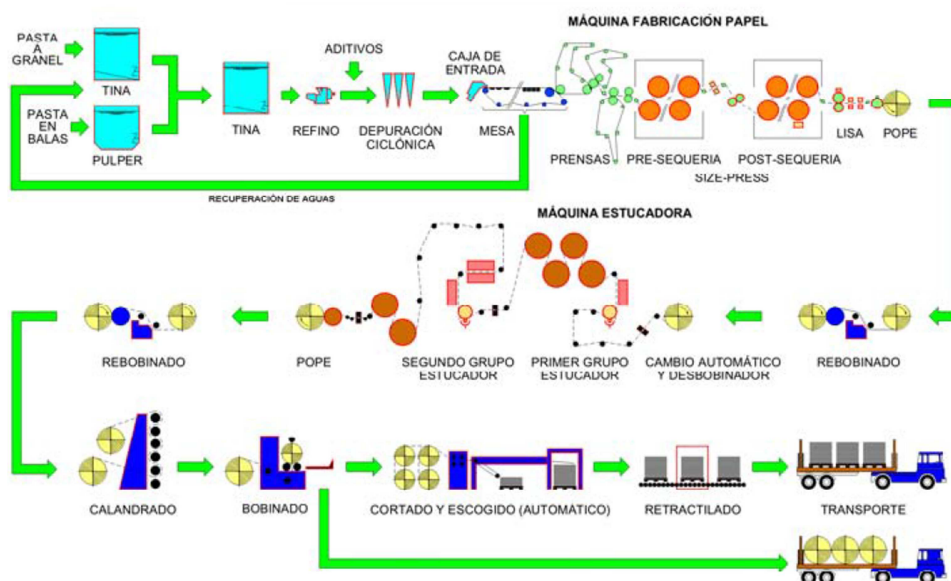 MÁQUINA FABRICACIÓN PAPEL
PASTA
A
GRANEL
TINA
PASTA
EN
BALAS
PULPER
TINA
REFINO
ADITIVOS
DEPURACIÓN
CICLÓNICA
CAJA DE
ENTRADA
MESA
PRENSAS
PRE-SEQUERIA
SIZE-PRESS
POST-SEQUERIA
LISA
POPE
RECUPERACIÓN DE AGUAS
MÁQUINA ESTUCADORA
REBOBINADO
POPE
SEGUNDO GRUPO
ESTUCADOR
PRIMER GRUPO
ESTUCADOR
CAMBIO AUTOMÁTICO
Y DESBOBINADOR
REBOBINADO
CALANDRADO
BOBINADO
CORTADO Y ESCOGIDO (AUTOMÁTICO)
RETRACTILADO
TRANSPORTE